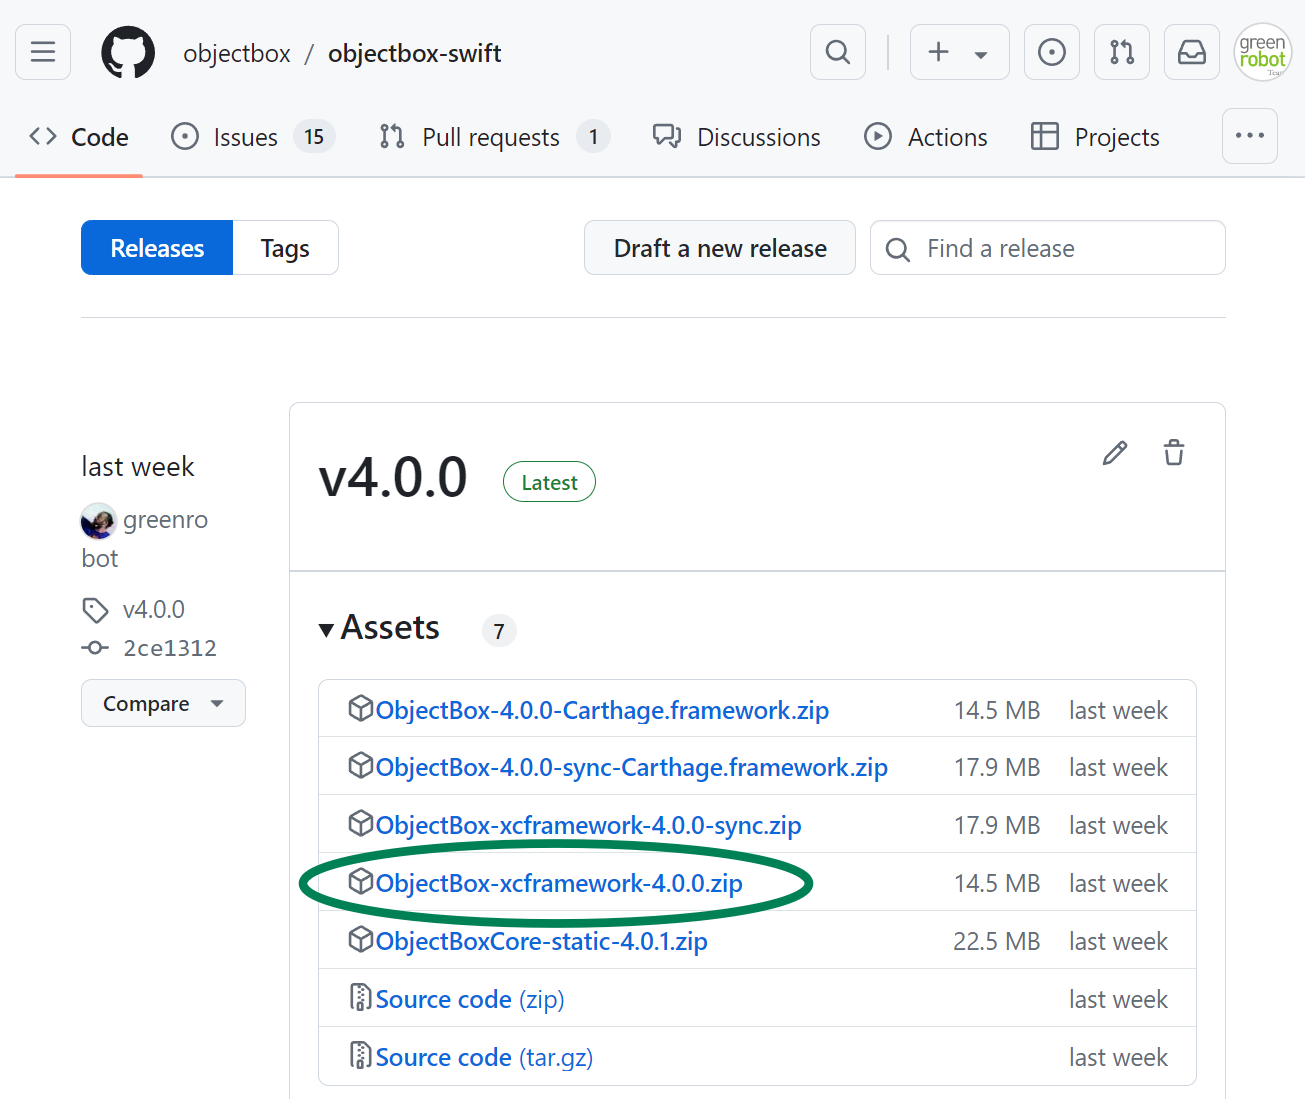 objectbox / objectbox-swift
green
robot
Team
Code Issues 15 Pull requests 1 Discussions Actions Projects
Releases Tags Draft a new release Find a release
last week
greenro
bot
v4.0.0
2ce1312
Compare
v4.0.0 Latest
Assets 7
ObjectBox-4.0.0-Carthage.framework.zip 14.5 MB last week
ObjectBox-4.0.0-sync-Carthage.framework.zip 17.9 MB last week
ObjectBox-xcframework-4.0.0-sync.zip 17.9 MB last week
ObjectBox-xcframework-4.0.0.zip 14.5 MB last week
ObjectBoxCore-static-4.0.1.zip 22.5 MB last week
Source code (zip) last week
Source code (tar.gz) last week